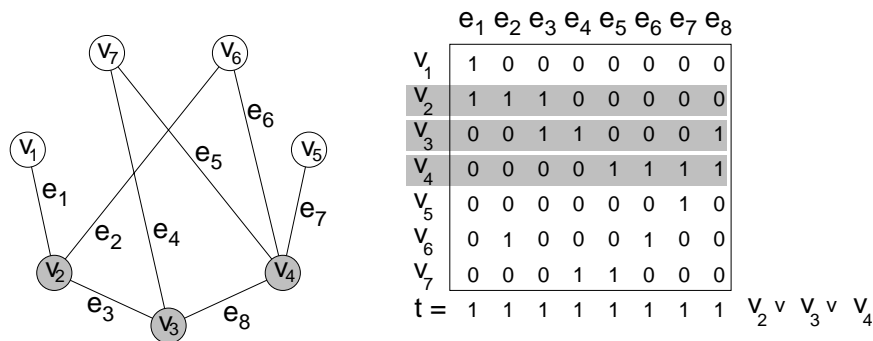 v7 v6
v1 v5
e1 e2 e4 e5 e6 e7
v2 v4
e3 v3 e8
e1 e2 e3 e4 e5 e6 e7 e8
v1 1 0 0 0 0 0 0 0
v2 1 1 1 0 0 0 0 0
v3 0 0 1 1 0 0 0 1
v4 0 0 0 0 1 1 1 1
v5 0 0 0 0 0 0 1 0
v6 0 1 0 0 0 1 0 0
v7 0 0 0 1 1 0 0 0
t = 1 1 1 1 1 1 1 1 v2 v v3 v v4